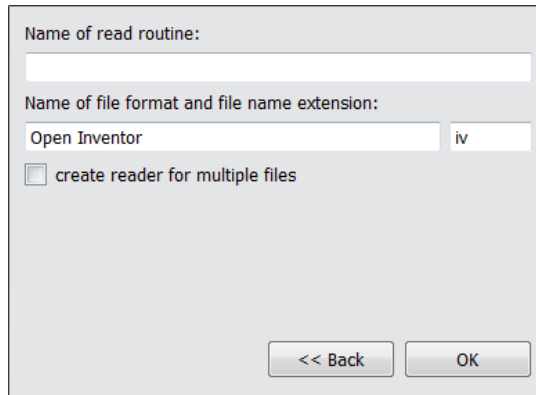 Name of read routine:
Name of file format and file name extension:
Open Inventor iv
create reader for multiple files
<< Back OK